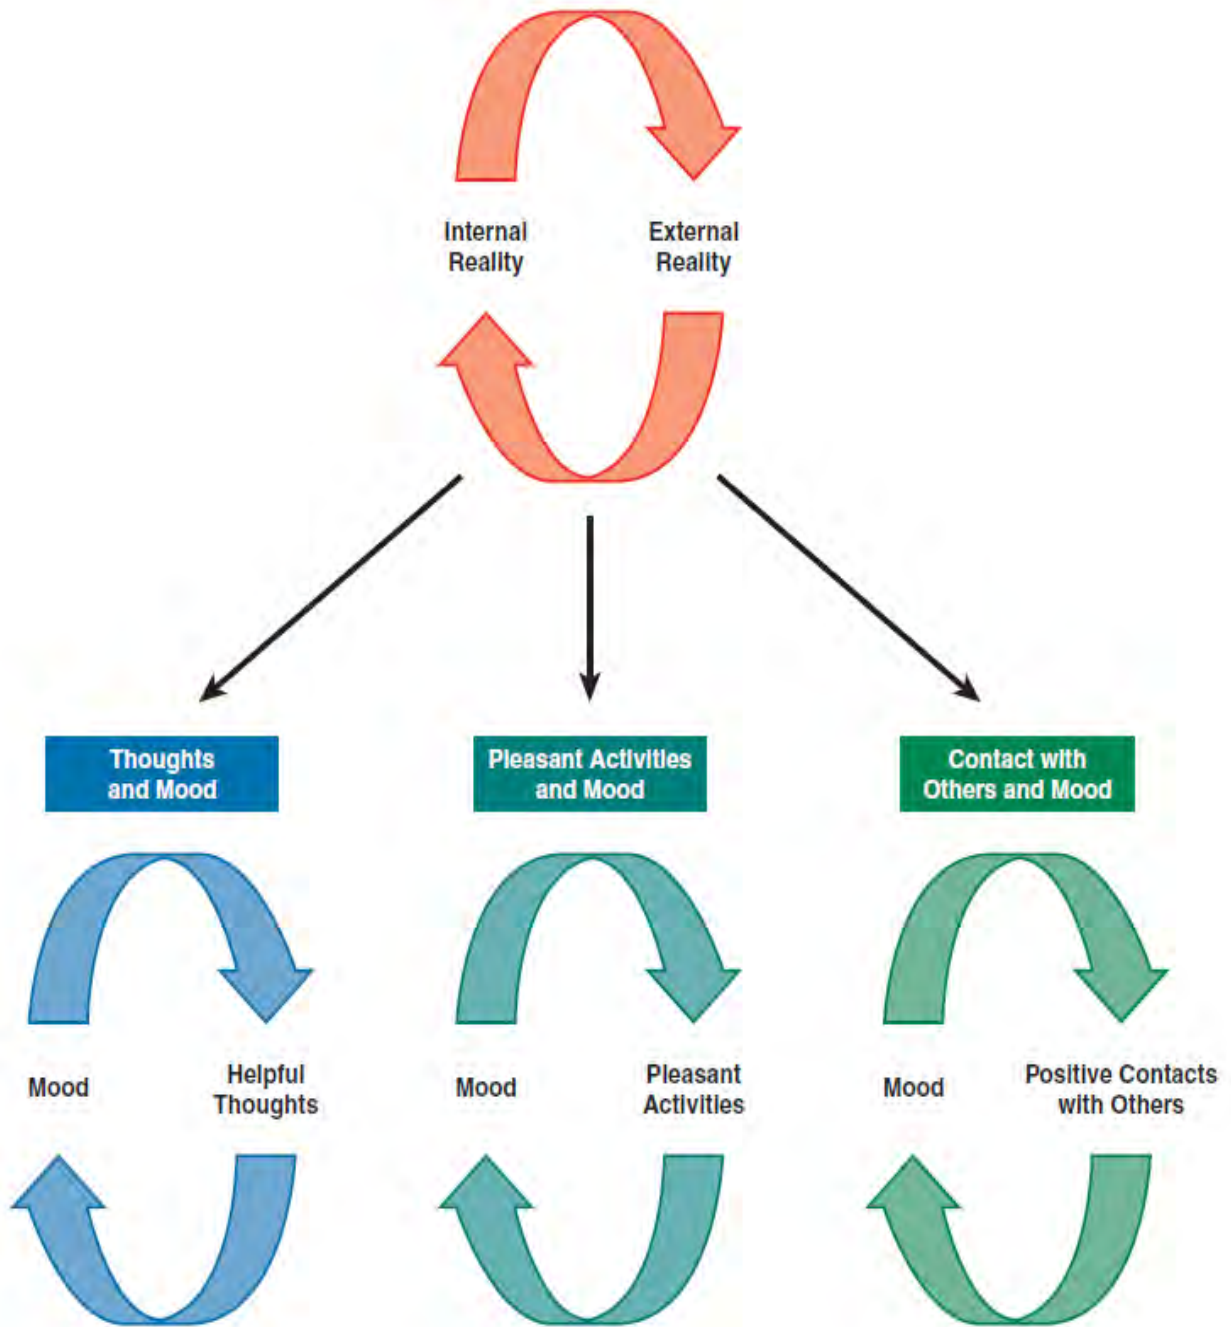 Internal
Reality
External
Reality
Thoughts
and Mood
Pleasant Activities
and Mood
Contact with
Others and Mood
Mood
Helpful
Thoughts
Mood
Pleasant
Activities
Mood
Positive Contacts
with Others